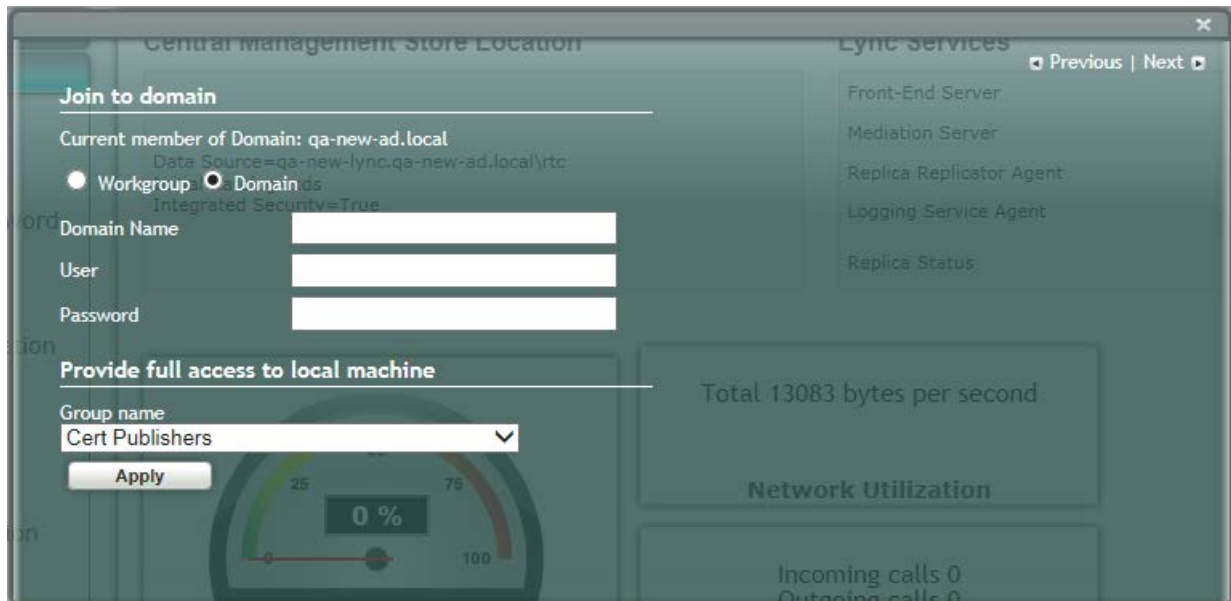 ×
Central Management Store Location
Lync Services
Previous | Next
Join to domain
Front-End Server
Current member of Domain: qa-new-ad.local
Mediation Server
Data Source=qa-new-lync.qa-new-ad.local\rtc
Replica Replicator Agent
Workgroup Domain
Integrated Security=True
Logging Service Agent
Domain Name
User
Replica Status
Password
Provide full access to local machine
Total 13083 bytes per second
Group name
Cert Publishers
Apply
25
75
Network Utilization
0 %
0
100
Incoming calls 0
Outgoing calls 0